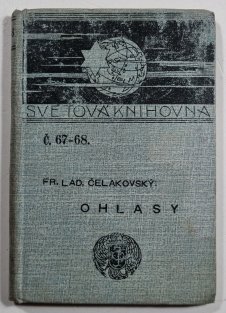 SVĚTOVÁ KNIHOVNA
Č. 67-68.
FR. LAD. ČELAKOVSKÝ:
OHLASY